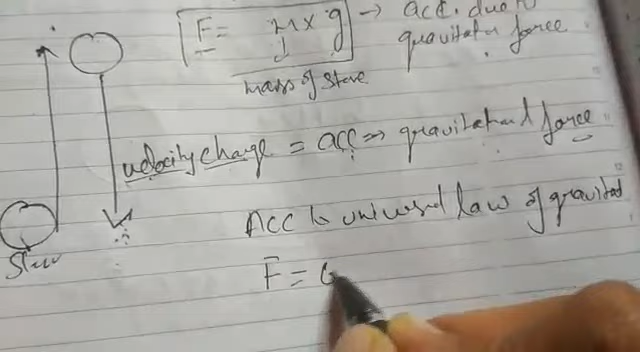 F = m x g → acc. due to
gravitation force.
mass of stone
velocity change = acc ⇒ gravitational force
Acc to universal law of gravitat
Stone
F = G